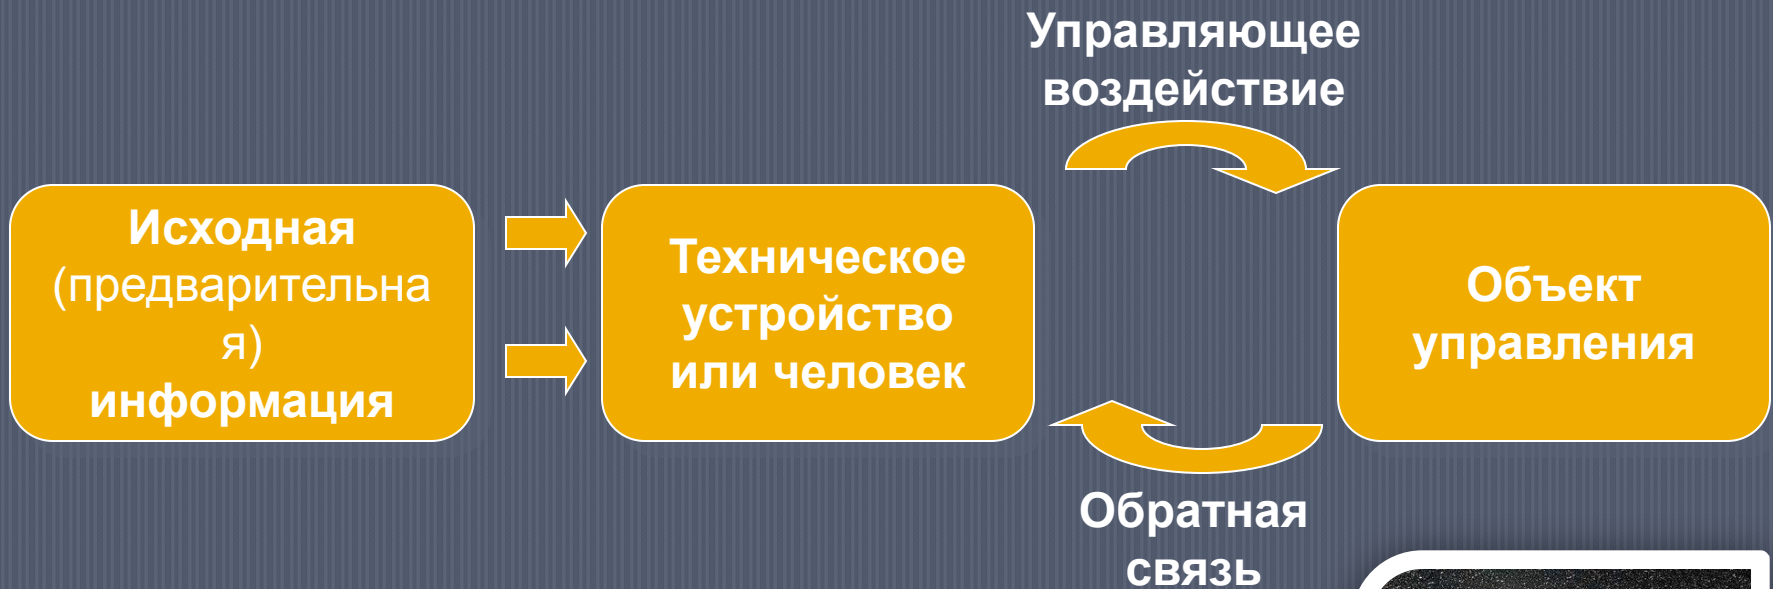 Управляющее
воздействие
Исходная
(предварительна
я)
информация
Техническое
устройство
или человек
Объект
управления
Обратная
связь